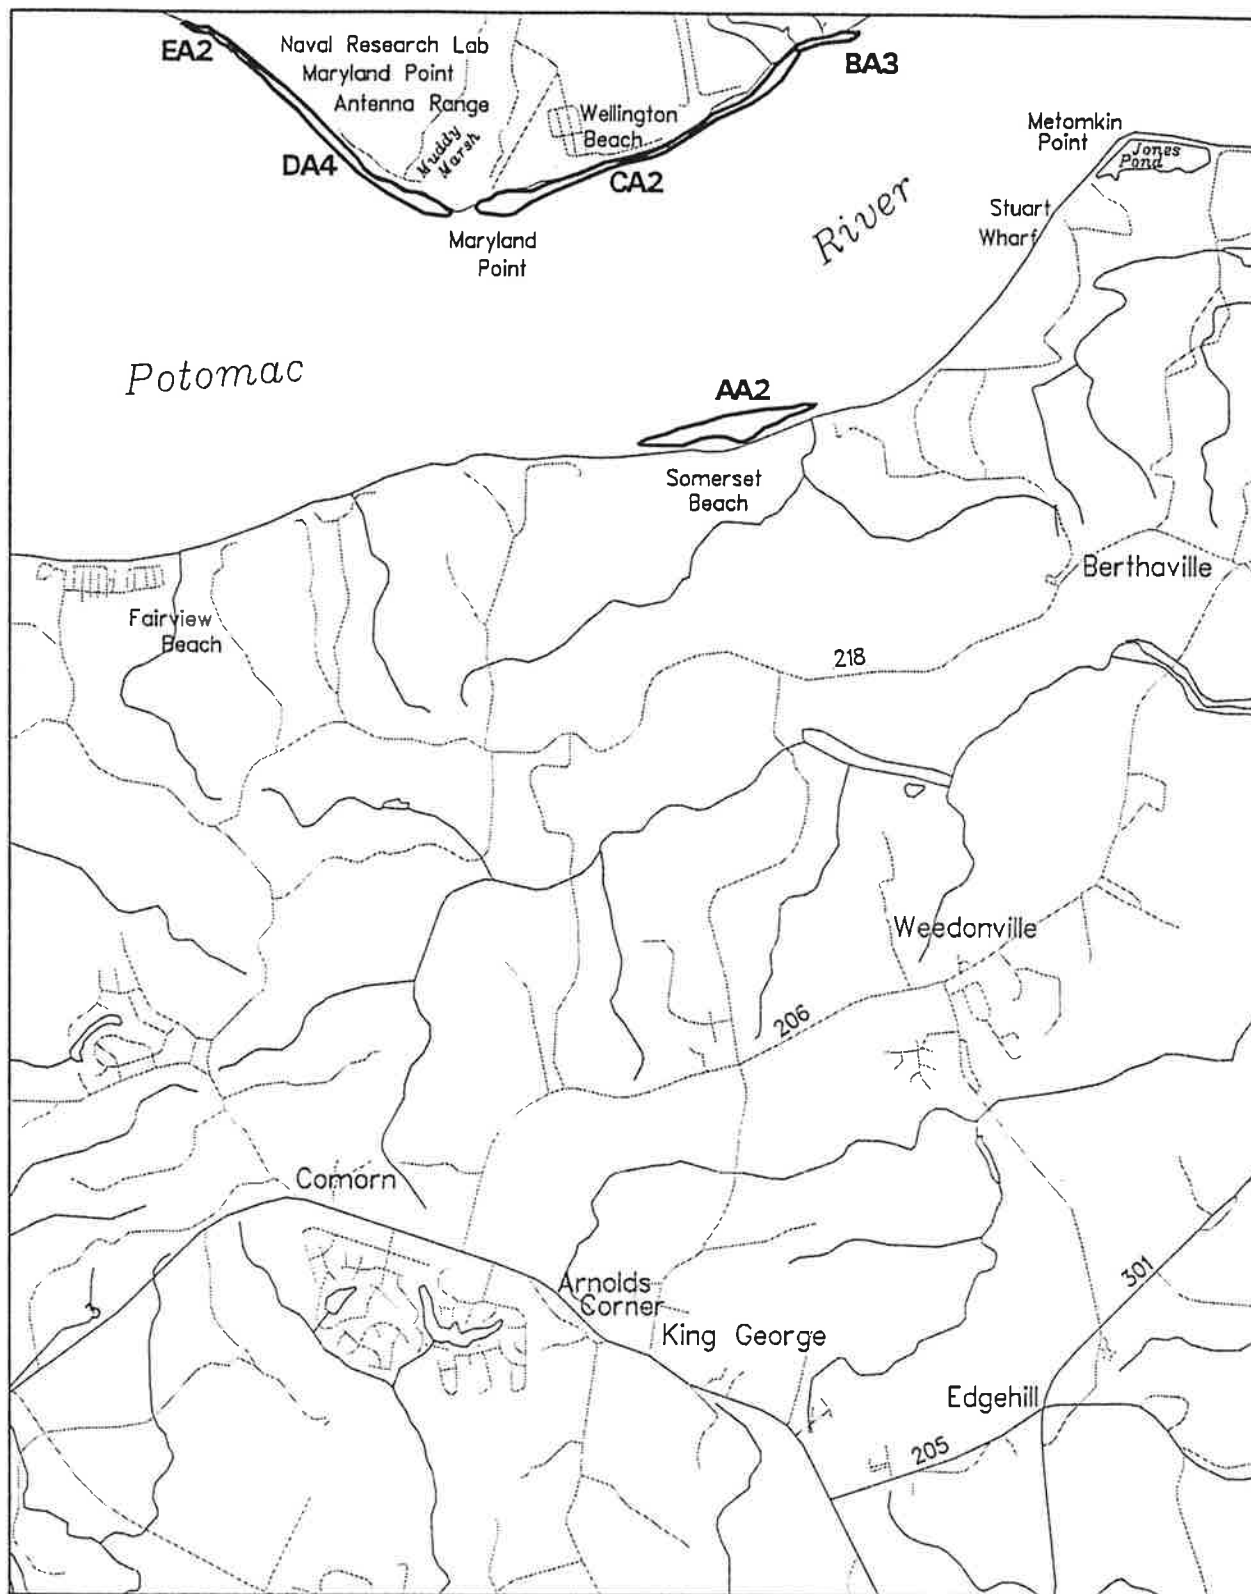 EA2
Naval Research Lab
Maryland Point
Antenna Range
BA3
Wellington
Beach
Muddy
Marsh
DA4
CA2
Metomkin
Point
Jones
Pond
Stuart
Wharf
Maryland
Point
River
Potomac
AA2
Somerset
Beach
Berthaville
Fairview
Beach
218
Weedonville
206
Comorn
301
3
Arnolds
Corner
King George
Edgehill
205